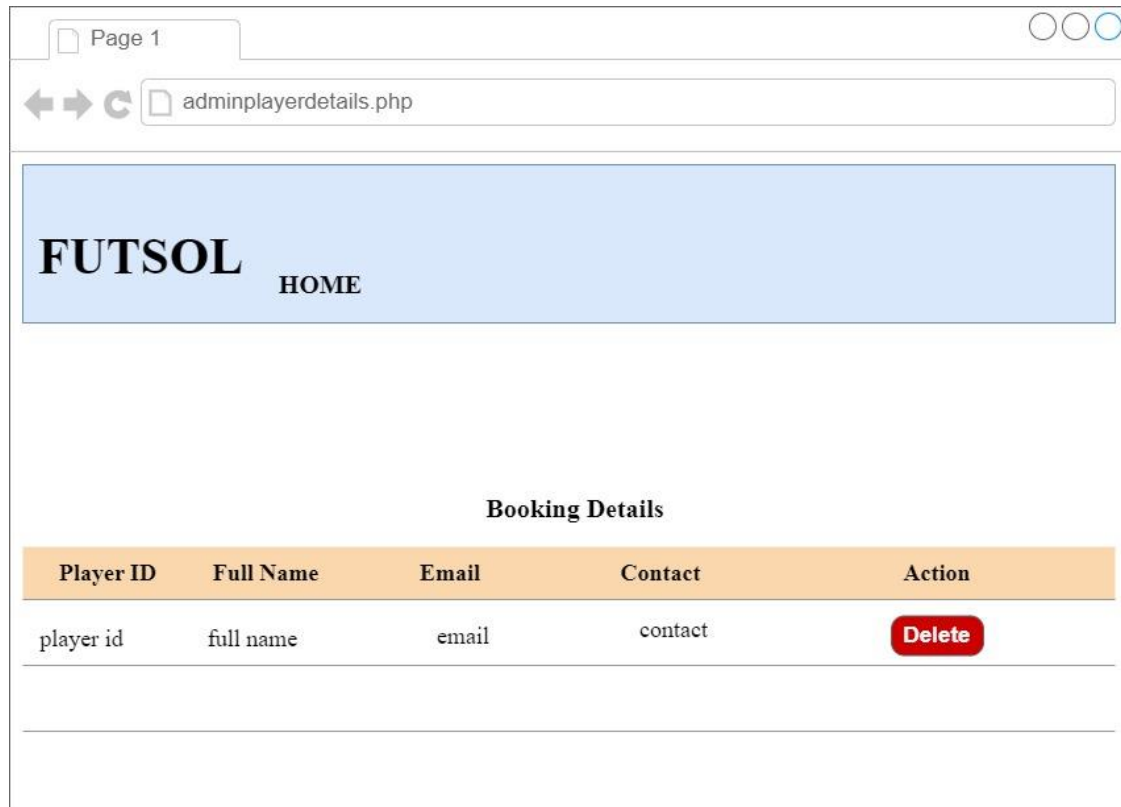 Page 1
adminplayerdetails.php
FUTSOL
HOME
Booking Details
Player ID Full Name Email Contact Action
player id full name email contact Delete